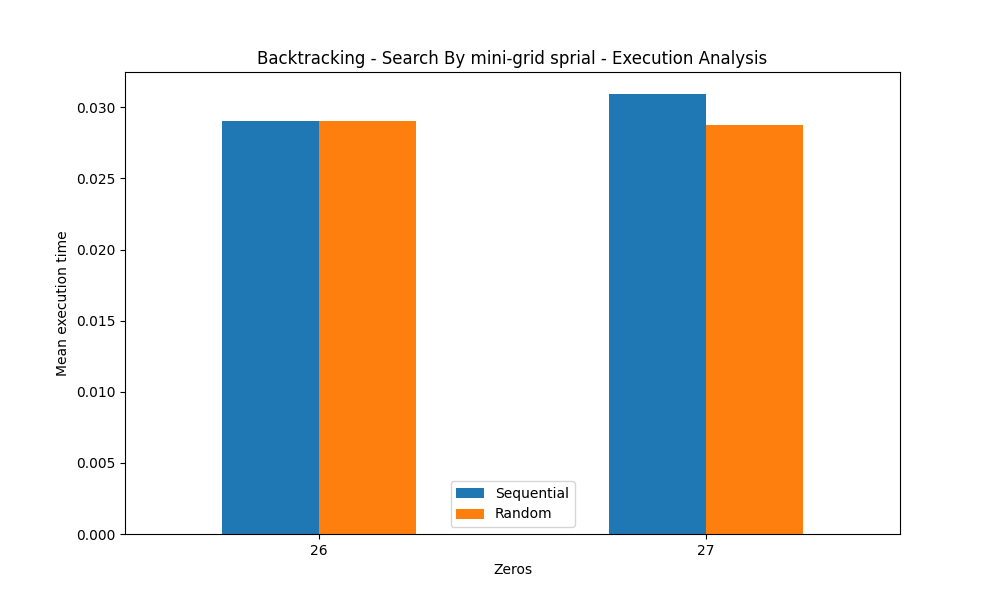 Backtracking - Search By mini-grid sprial - Execution Analysis
Mean execution time
0.030
0.025
0.020
0.015
0.010
0.005
0.000
Sequential
Random
26
27
Zeros